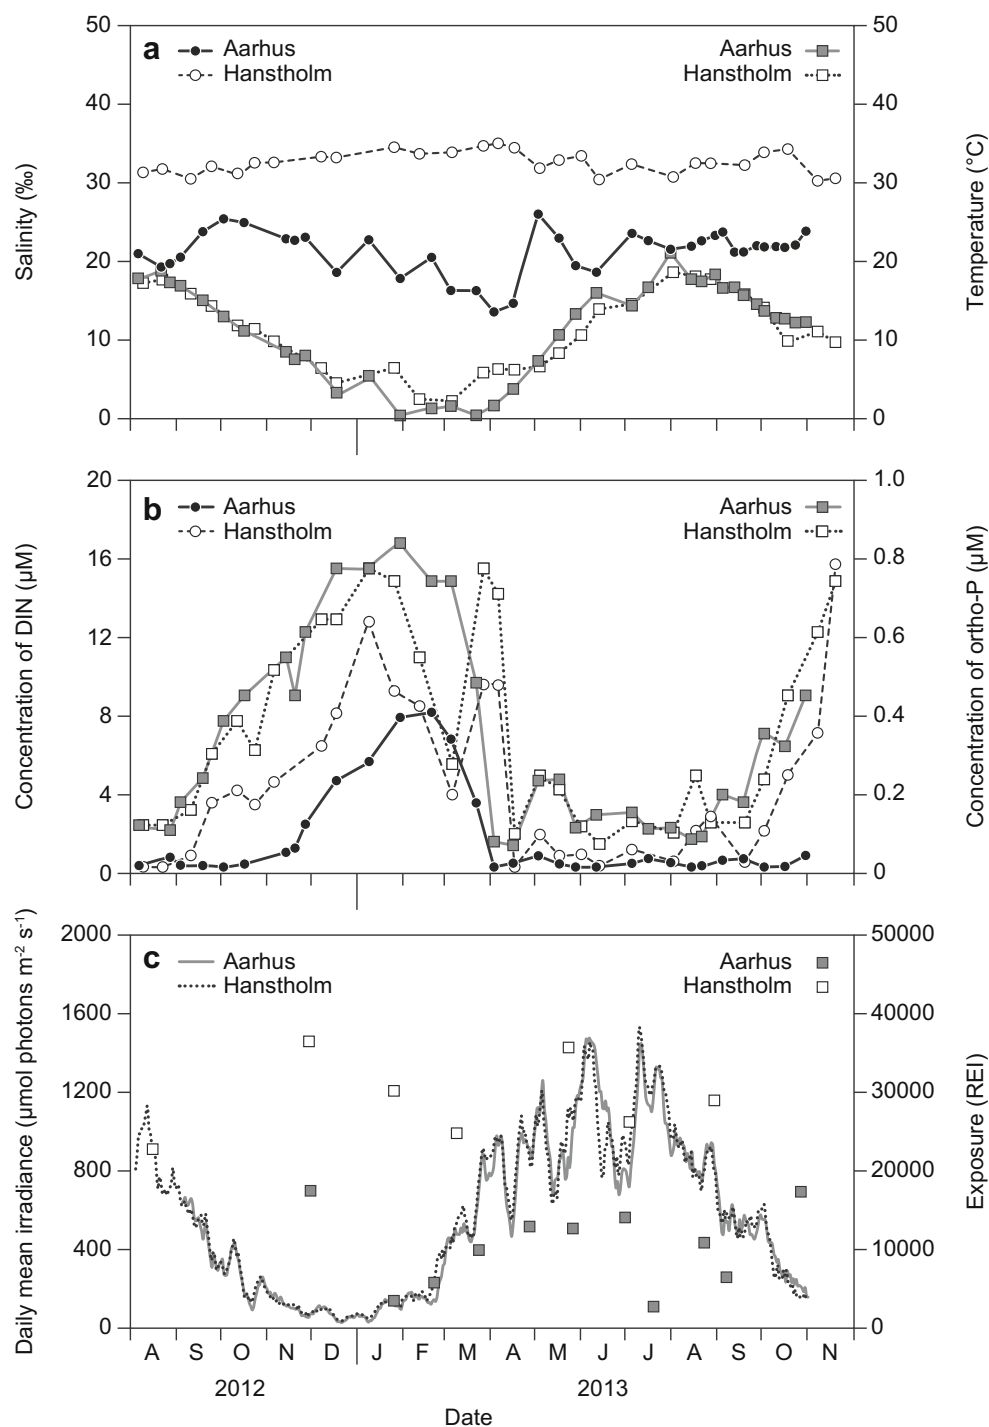 50
50
a
Aarhus
Hanstholm
Aarhus
Hanstholm
40
40
30
30
20
20
10
10
0
0
Salinity (‰)
Temperature (°C)
20
1.0
b
Aarhus
Hanstholm
Aarhus
Hanstholm
16
0.8
12
0.6
8
0.4
4
0.2
0
0
Concentration of DIN (µM)
Concentration of ortho-P (µM)
2000
50000
c
Aarhus
Hanstholm
Aarhus
Hanstholm
1600
40000
1200
30000
800
20000
400
10000
0
0
Daily mean irradiance (µmol photons m⁻² s⁻¹)
Exposure (REI)
A S O N D J F M A M J J A S O N
2012 2013
Date